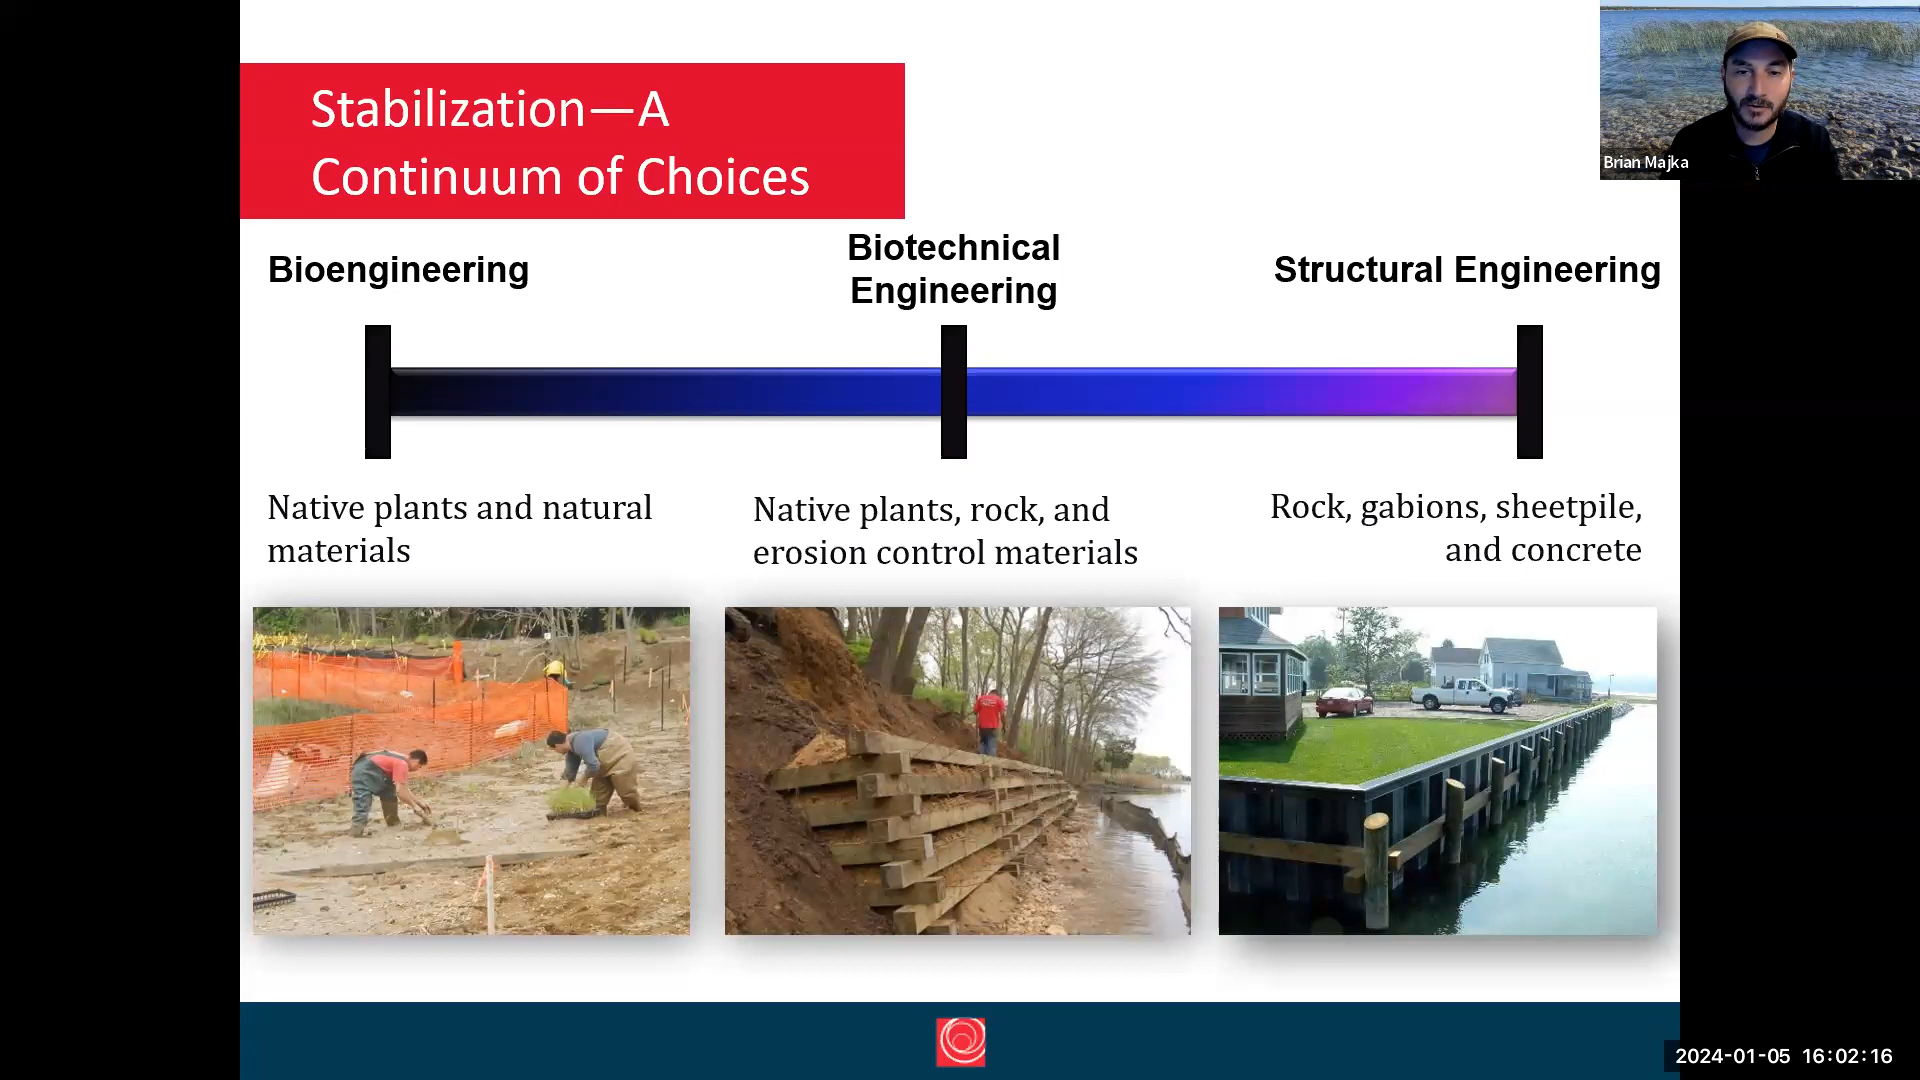 Stabilization—A
Continuum of Choices
Brian Majka
Bioengineering
Biotechnical
Engineering
Structural Engineering
Native plants and natural
materials
Native plants, rock, and
erosion control materials
Rock, gabions, sheetpile,
and concrete
2024-01-05 16:02:16